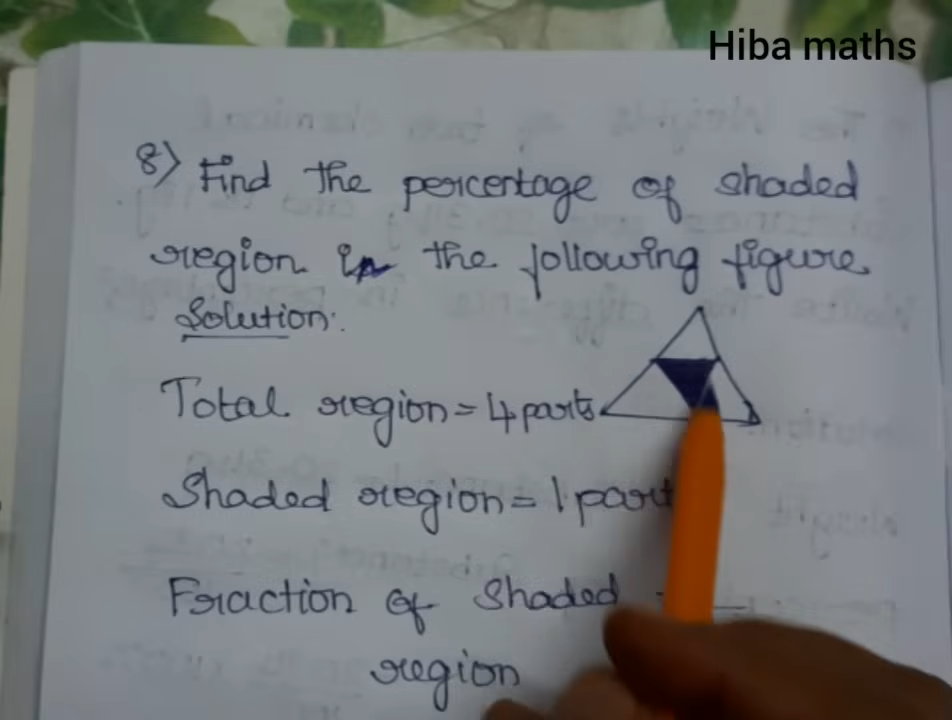 Hiba maths
8) Find the percentage of shaded
region in the following figure
Solution:
Total region = 4 parts
Shaded region = 1 part
Fraction of shaded
region